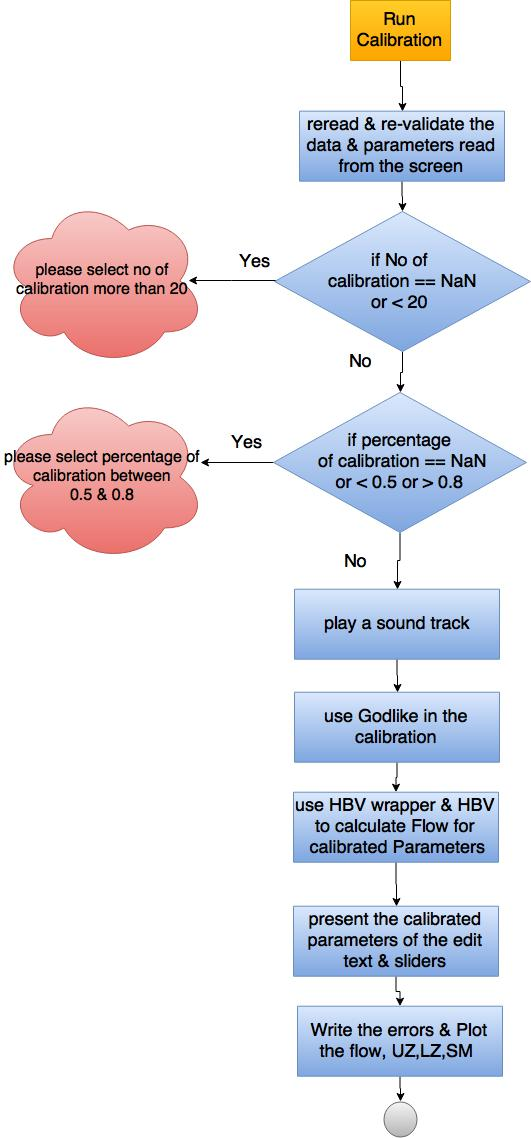 Run
Calibration
reread & re-validate the
data & parameters read
from the screen
if No of
calibration == NaN
or < 20
Yes
please select no of
calibration more than 20
No
if percentage
of calibration == NaN
or < 0.5 or > 0.8
Yes
please select percentage of
calibration between
0.5 & 0.8
No
play a sound track
use Godlike in the
calibration
use HBV wrapper & HBV
to calculate Flow for
calibrated Parameters
present the calibrated
parameters of the edit
text & sliders
Write the errors & Plot
the flow, UZ,LZ,SM